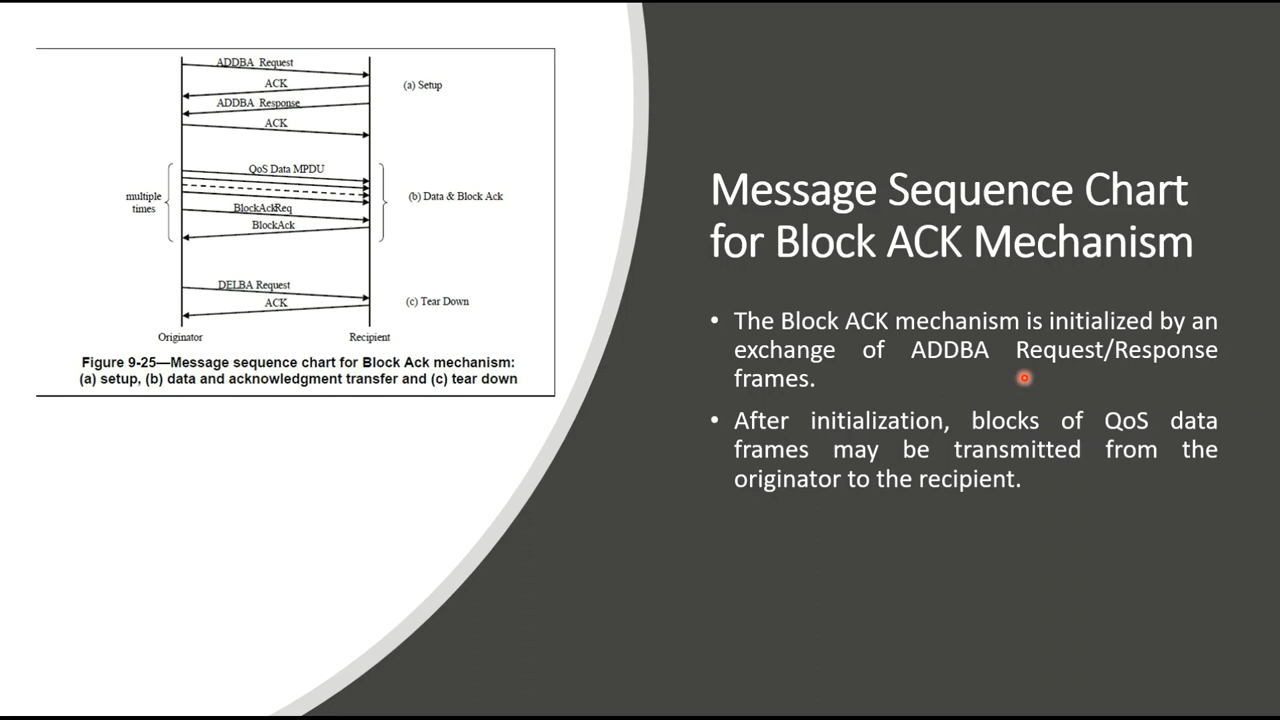 ADDBA Request
ACK
(a) Setup
ADDBA Response
ACK
QoS Data MPDU
multiple
times
(b) Data & Block Ack
BlockAckReq
BlockAck
DELBA Request
ACK
(c) Tear Down
Originator
Recipient
Figure 9-25—Message sequence chart for Block Ack mechanism:
(a) setup, (b) data and acknowledgment transfer and (c) tear down
Message Sequence Chart
for Block ACK Mechanism
• The Block ACK mechanism is initialized by an
exchange of ADDBA Request/Response
frames.
• After initialization, blocks of QoS data
frames may be transmitted from the
originator to the recipient.